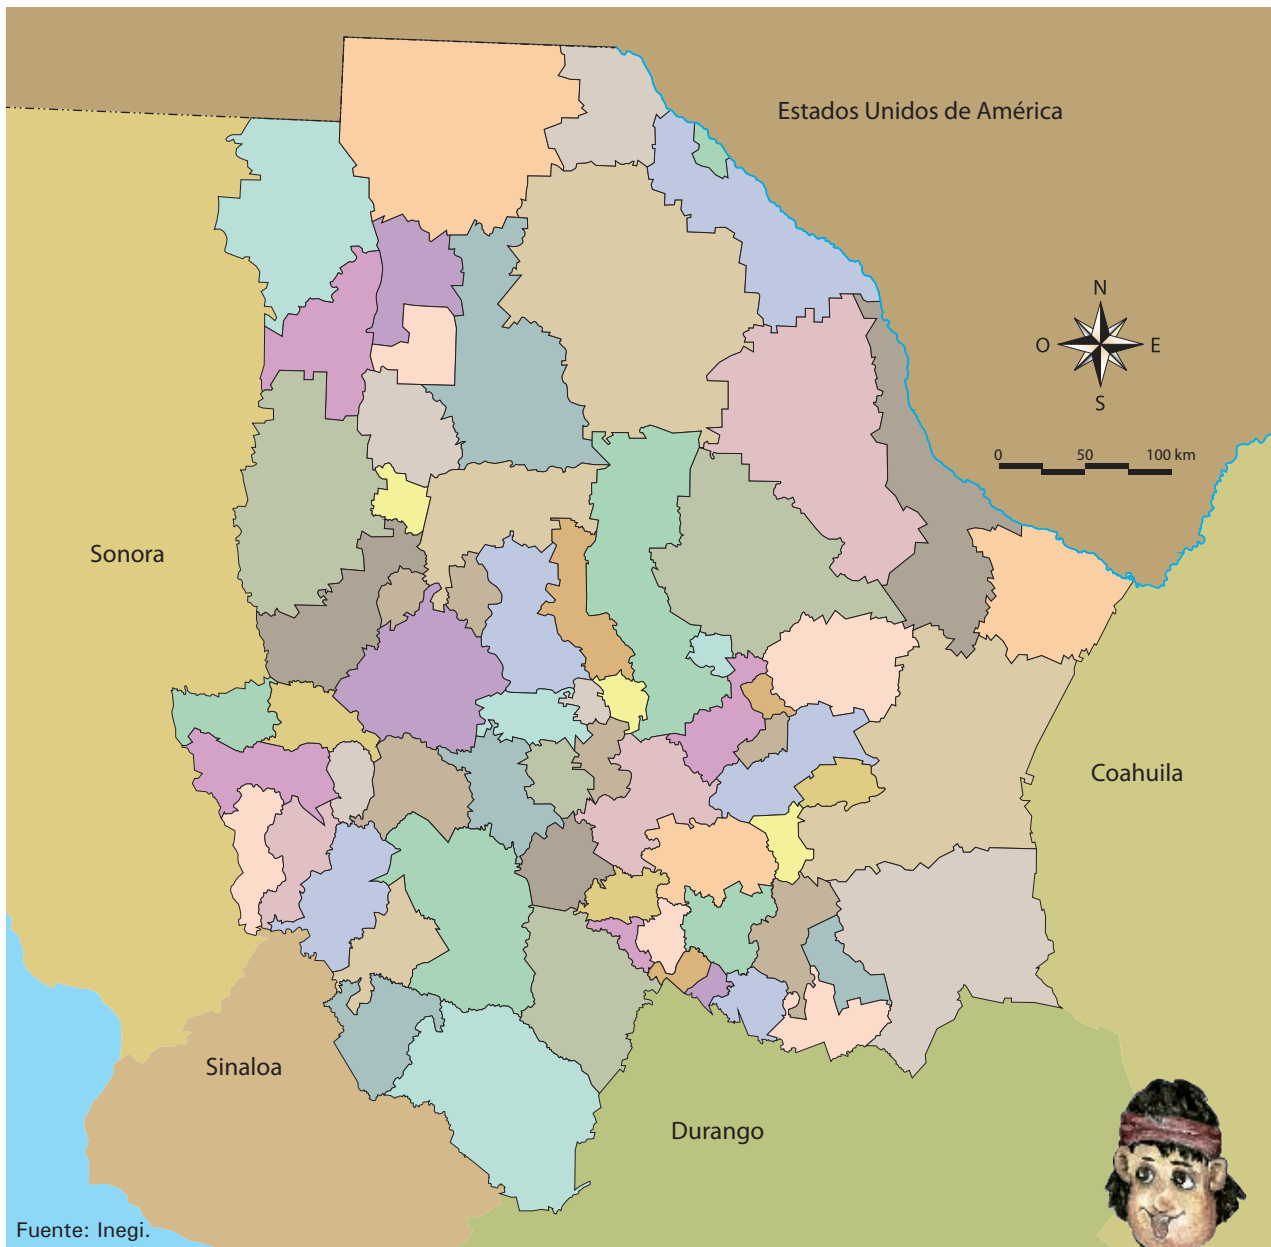 Estados Unidos de América
N
O
E
S
0 50 100 km
Sonora
Coahuila
Sinaloa
Durango
Fuente: Inegi.